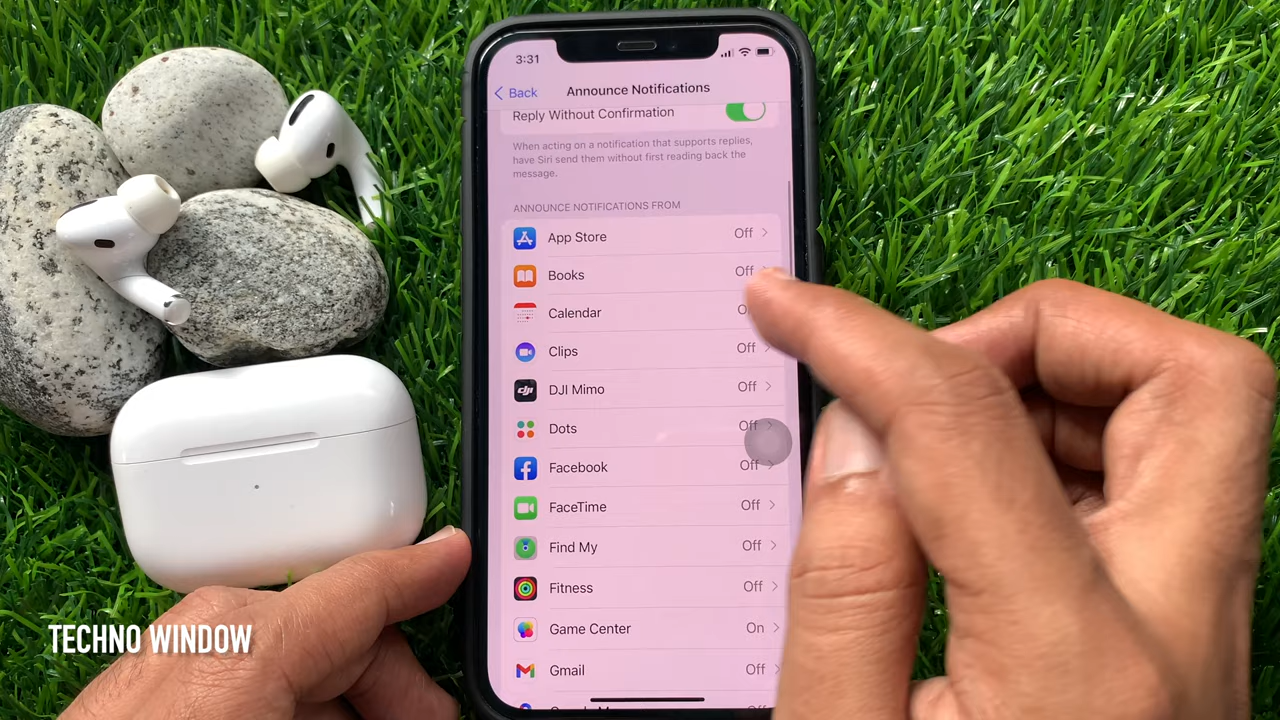 3:31
Back
Announce Notifications
Reply Without Confirmation
When acting on a notification that supports replies,
have Siri send them without first reading back the
message.
ANNOUNCE NOTIFICATIONS FROM
App Store Off
Books Off
Calendar
Clips Off
DJI Mimo Off
dji
Dots Off
Facebook Off
FaceTime Off
Find My Off
Fitness Off
Game Center On
Gmail Off
TECHNO WINDOW